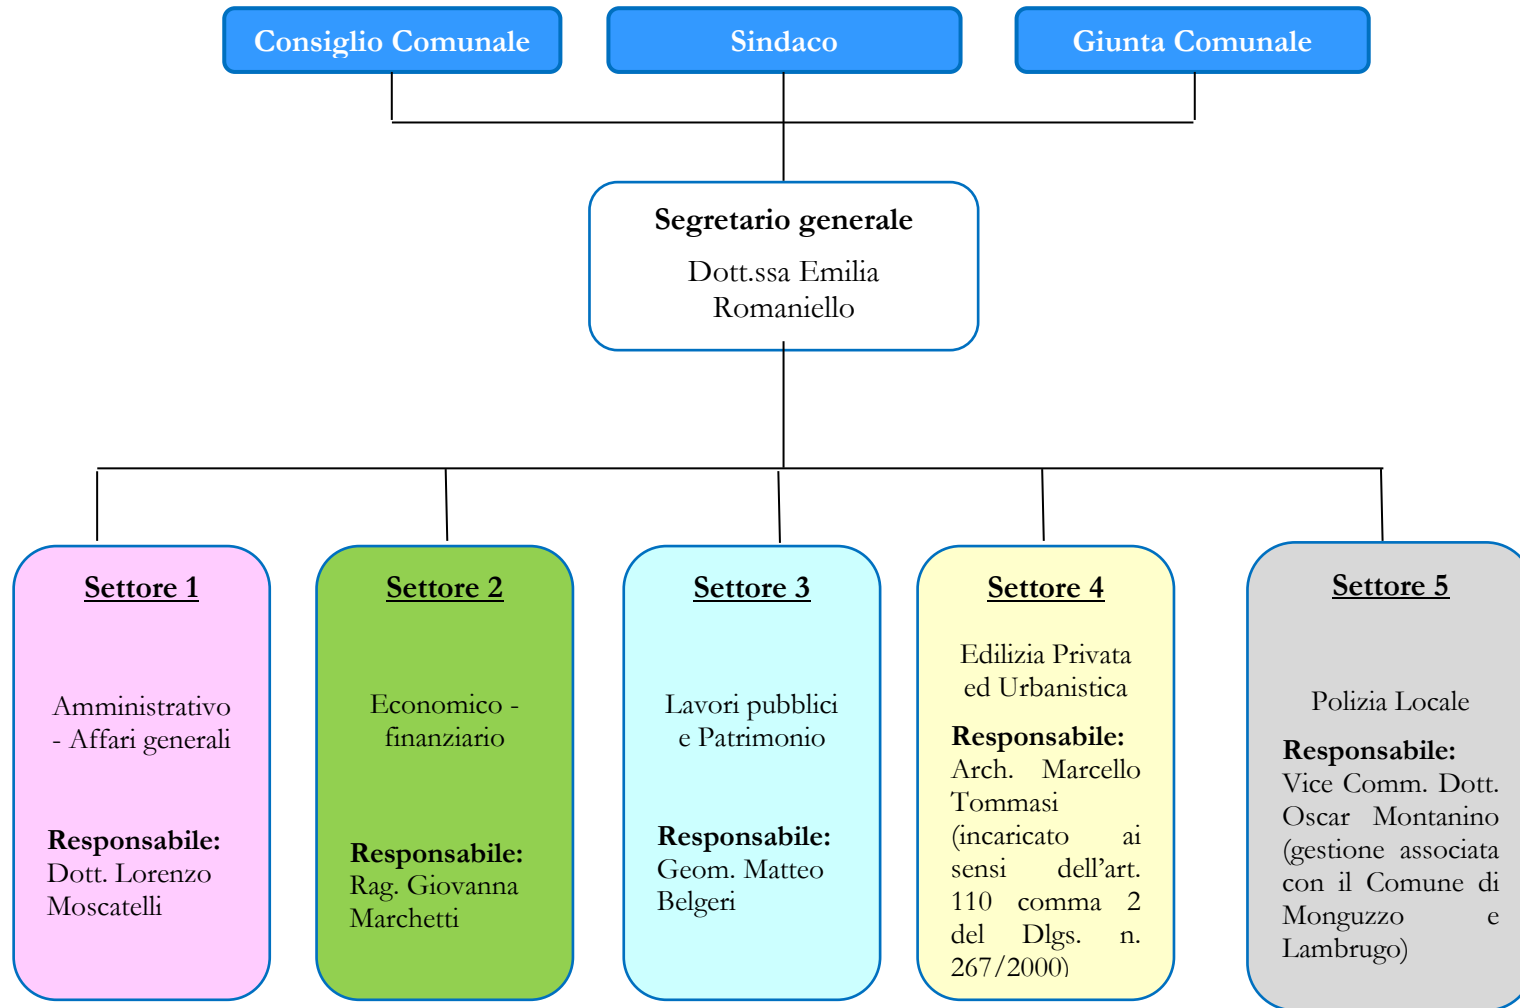 Consiglio Comunale
Sindaco
Giunta Comunale
Segretario generale
Dott.ssa Emilia
Romaniello
Settore 1
Amministrativo
- Affari generali
Responsabile:
Dott. Lorenzo
Moscatelli
Settore 2
Economico -
finanziario
Responsabile:
Rag. Giovanna
Marchetti
Settore 3
Lavori pubblici
e Patrimonio
Responsabile:
Geom. Matteo
Belgeri
Settore 4
Edilizia Privata
ed Urbanistica
Responsabile:
Arch. Marcello
Tommasi
(incaricato ai
sensi dell’art.
110 comma 2
del Dlgs. n.
267/2000)
Settore 5
Polizia Locale
Responsabile:
Vice Comm. Dott.
Oscar Montanino
(gestione associata
con il Comune di
Monguzzo e
Lambrugo)